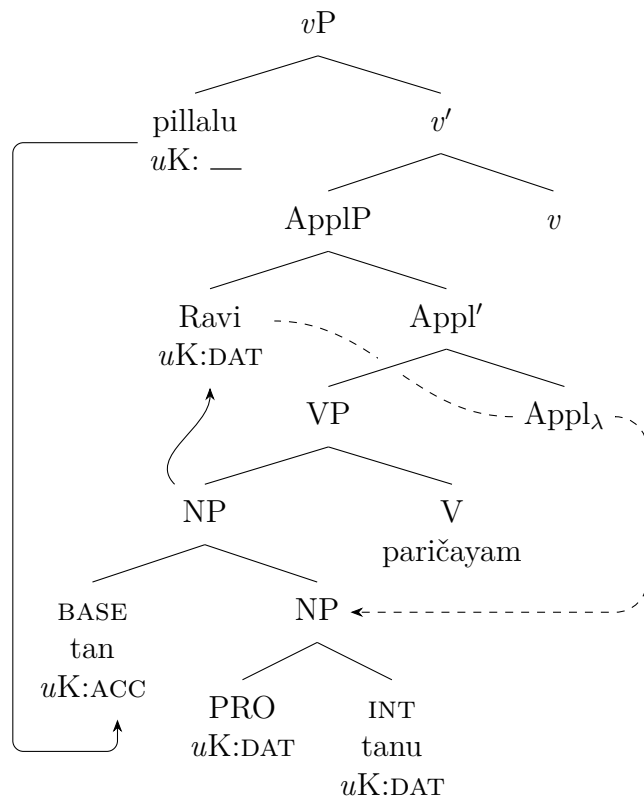 vP
pillalu v′
uK: __
ApplP v
Ravi Appl′
uK:DAT
VP Applλ
NP V
paričayam
BASE NP
tan
uK:ACC
PRO INT
uK:DAT tanu
uK:DAT